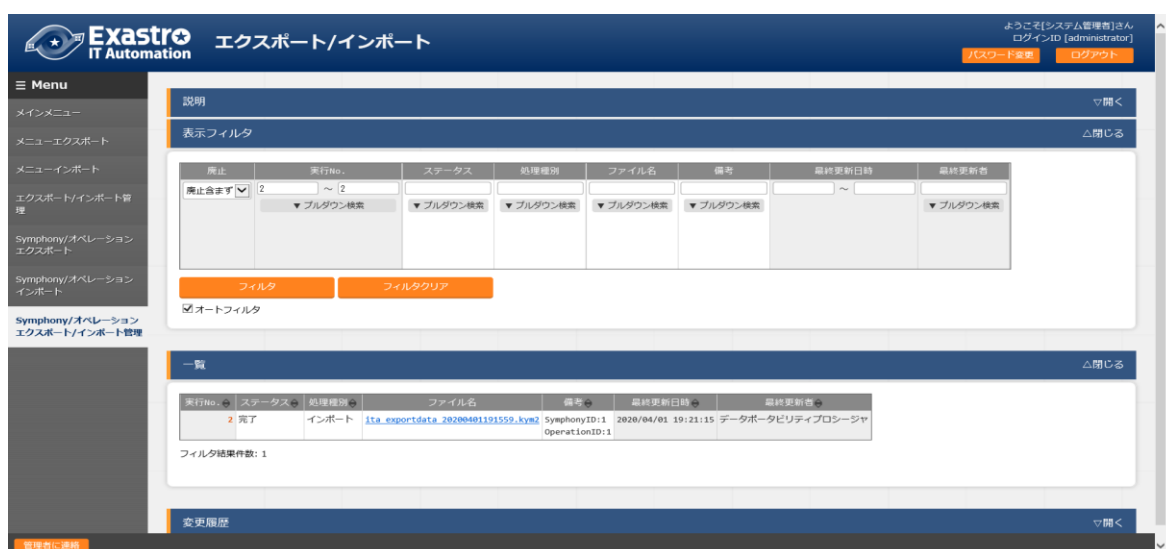 Exastro
IT Automation
エクスポート/インポート
ようこそ[システム管理者]さん
ログインID [administrator]
パスワード変更 ログアウト
≡ Menu
メインメニュー
メニューエクスポート
メニューインポート
エクスポート/インポート管
理
Symphony/オペレーション
エクスポート
Symphony/オペレーション
インポート
Symphony/オペレーション
エクスポート/インポート管理
説明 ▽開く
表示フィルタ △閉じる
廃止 実行No. ステータス 処理種別 ファイル名 備考 最終更新日時 最終更新者
廃止含まず 2 ～ 2 ～
▼ プルダウン検索 ▼ プルダウン検索 ▼ プルダウン検索 ▼ プルダウン検索 ▼ プルダウン検索 ▼ プルダウン検索
フィルタ フィルタクリア
オートフィルタ
一覧 △閉じる
実行No. ステータス 処理種別 ファイル名 備考 最終更新日時 最終更新者
2 完了 インポート ita_exportdata_20200401191559.kym2 SymphonyID:1 2020/04/01 19:21:15 データポータビリティプロシージャ
OperationID:1
フィルタ結果件数: 1
変更履歴 ▽開く
管理者に連絡